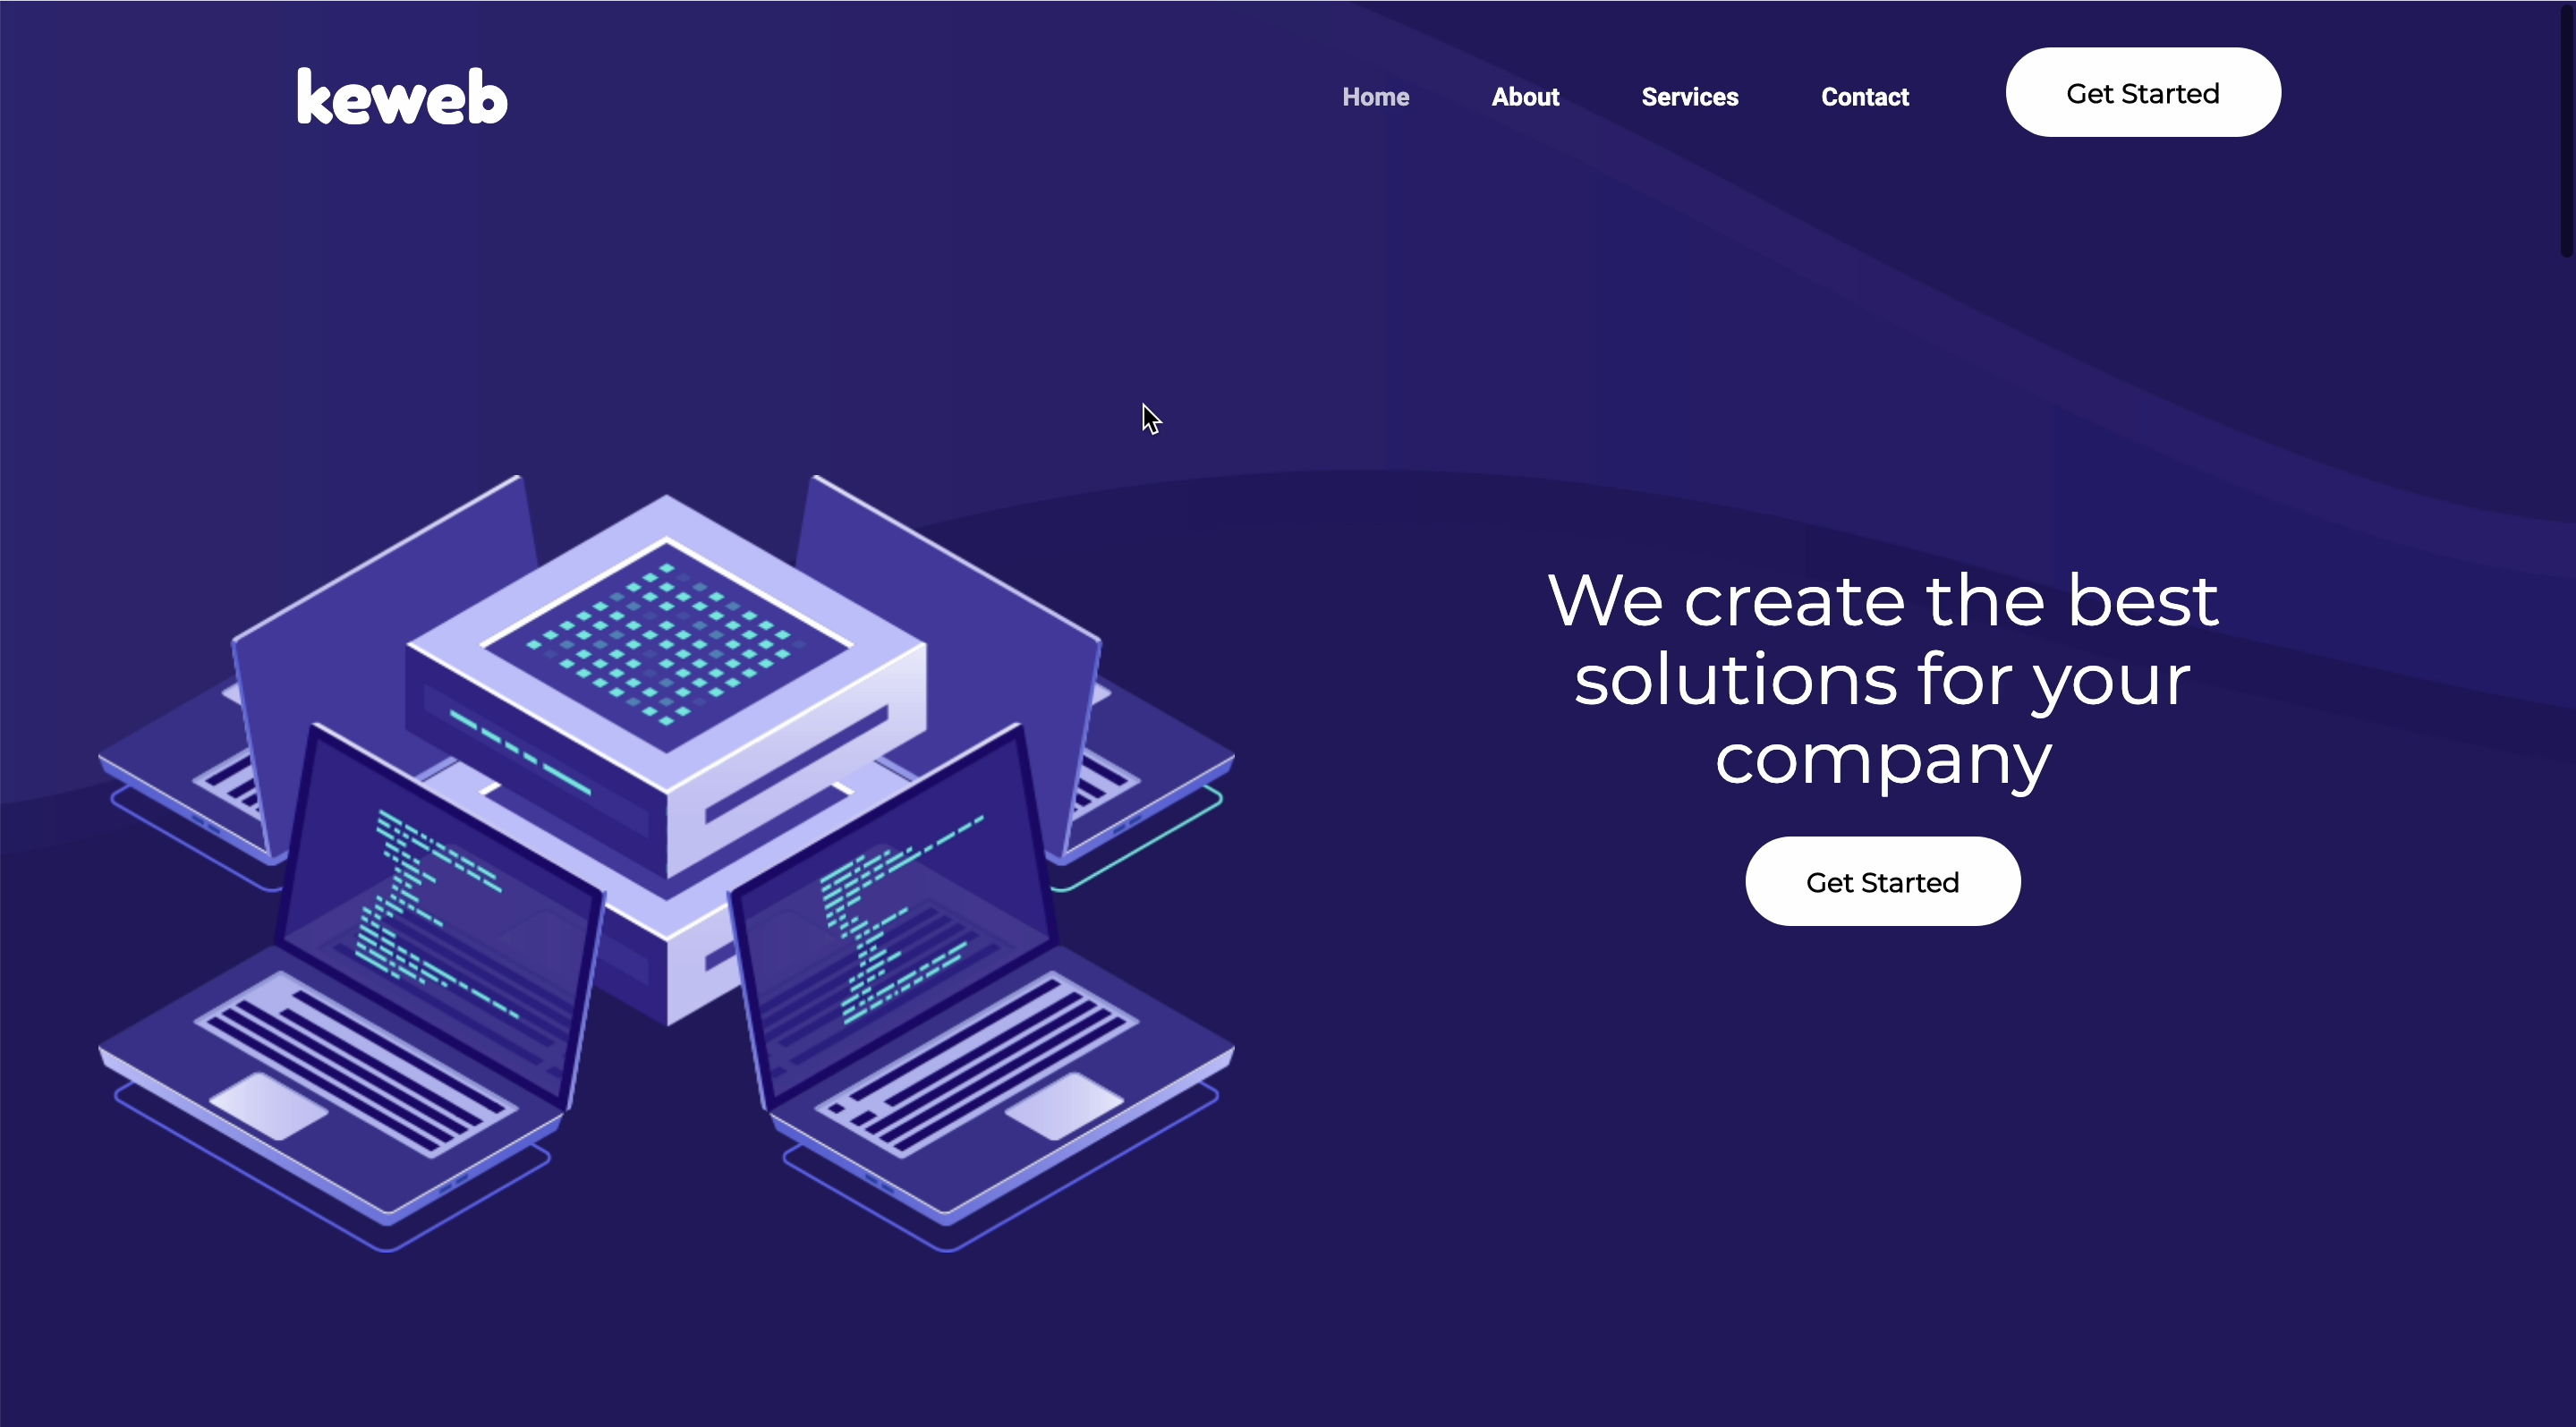 keweb
Home About Services Contact Get Started
We create the best
solutions for your
company
Get Started